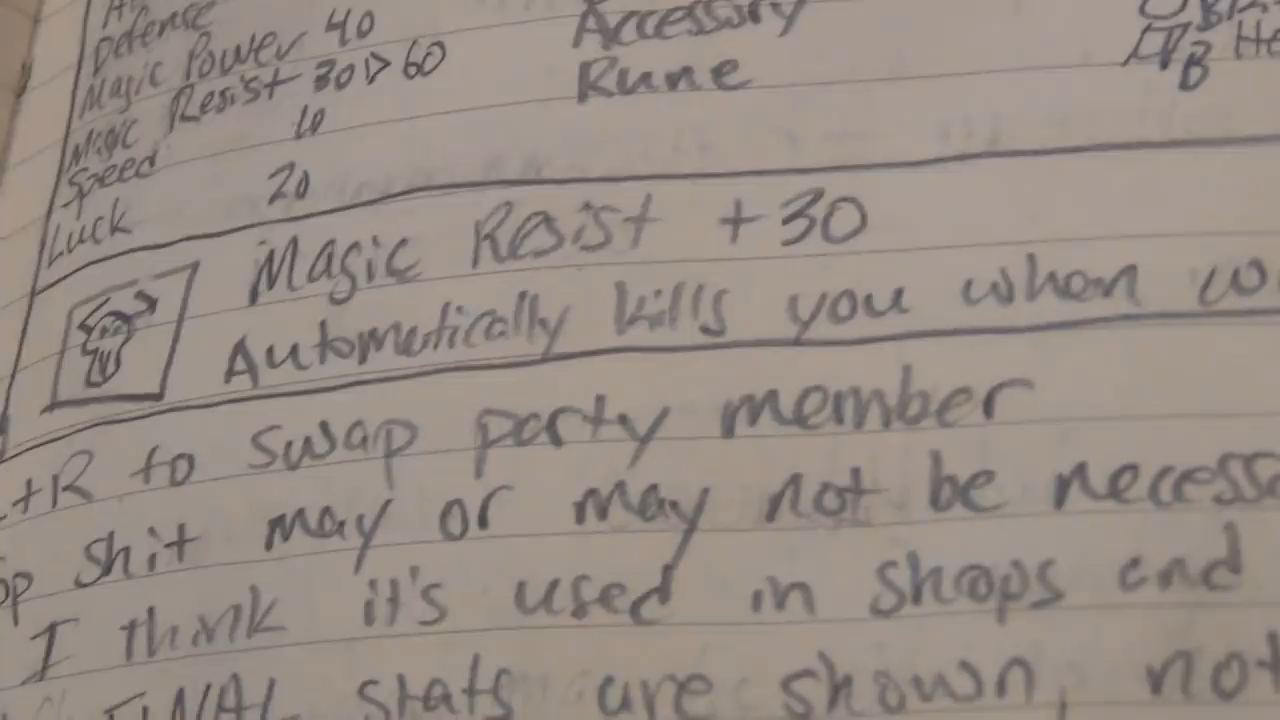 Defense
Magic Power 40
Magic Resist 30▷60
Speed 10
Luck 20
Accessory
Rune
B
Magic Resist +30
Automatically kills you when
+R to swap party member
shit may or may not be
I think it's used in shops and
stats are shown, not